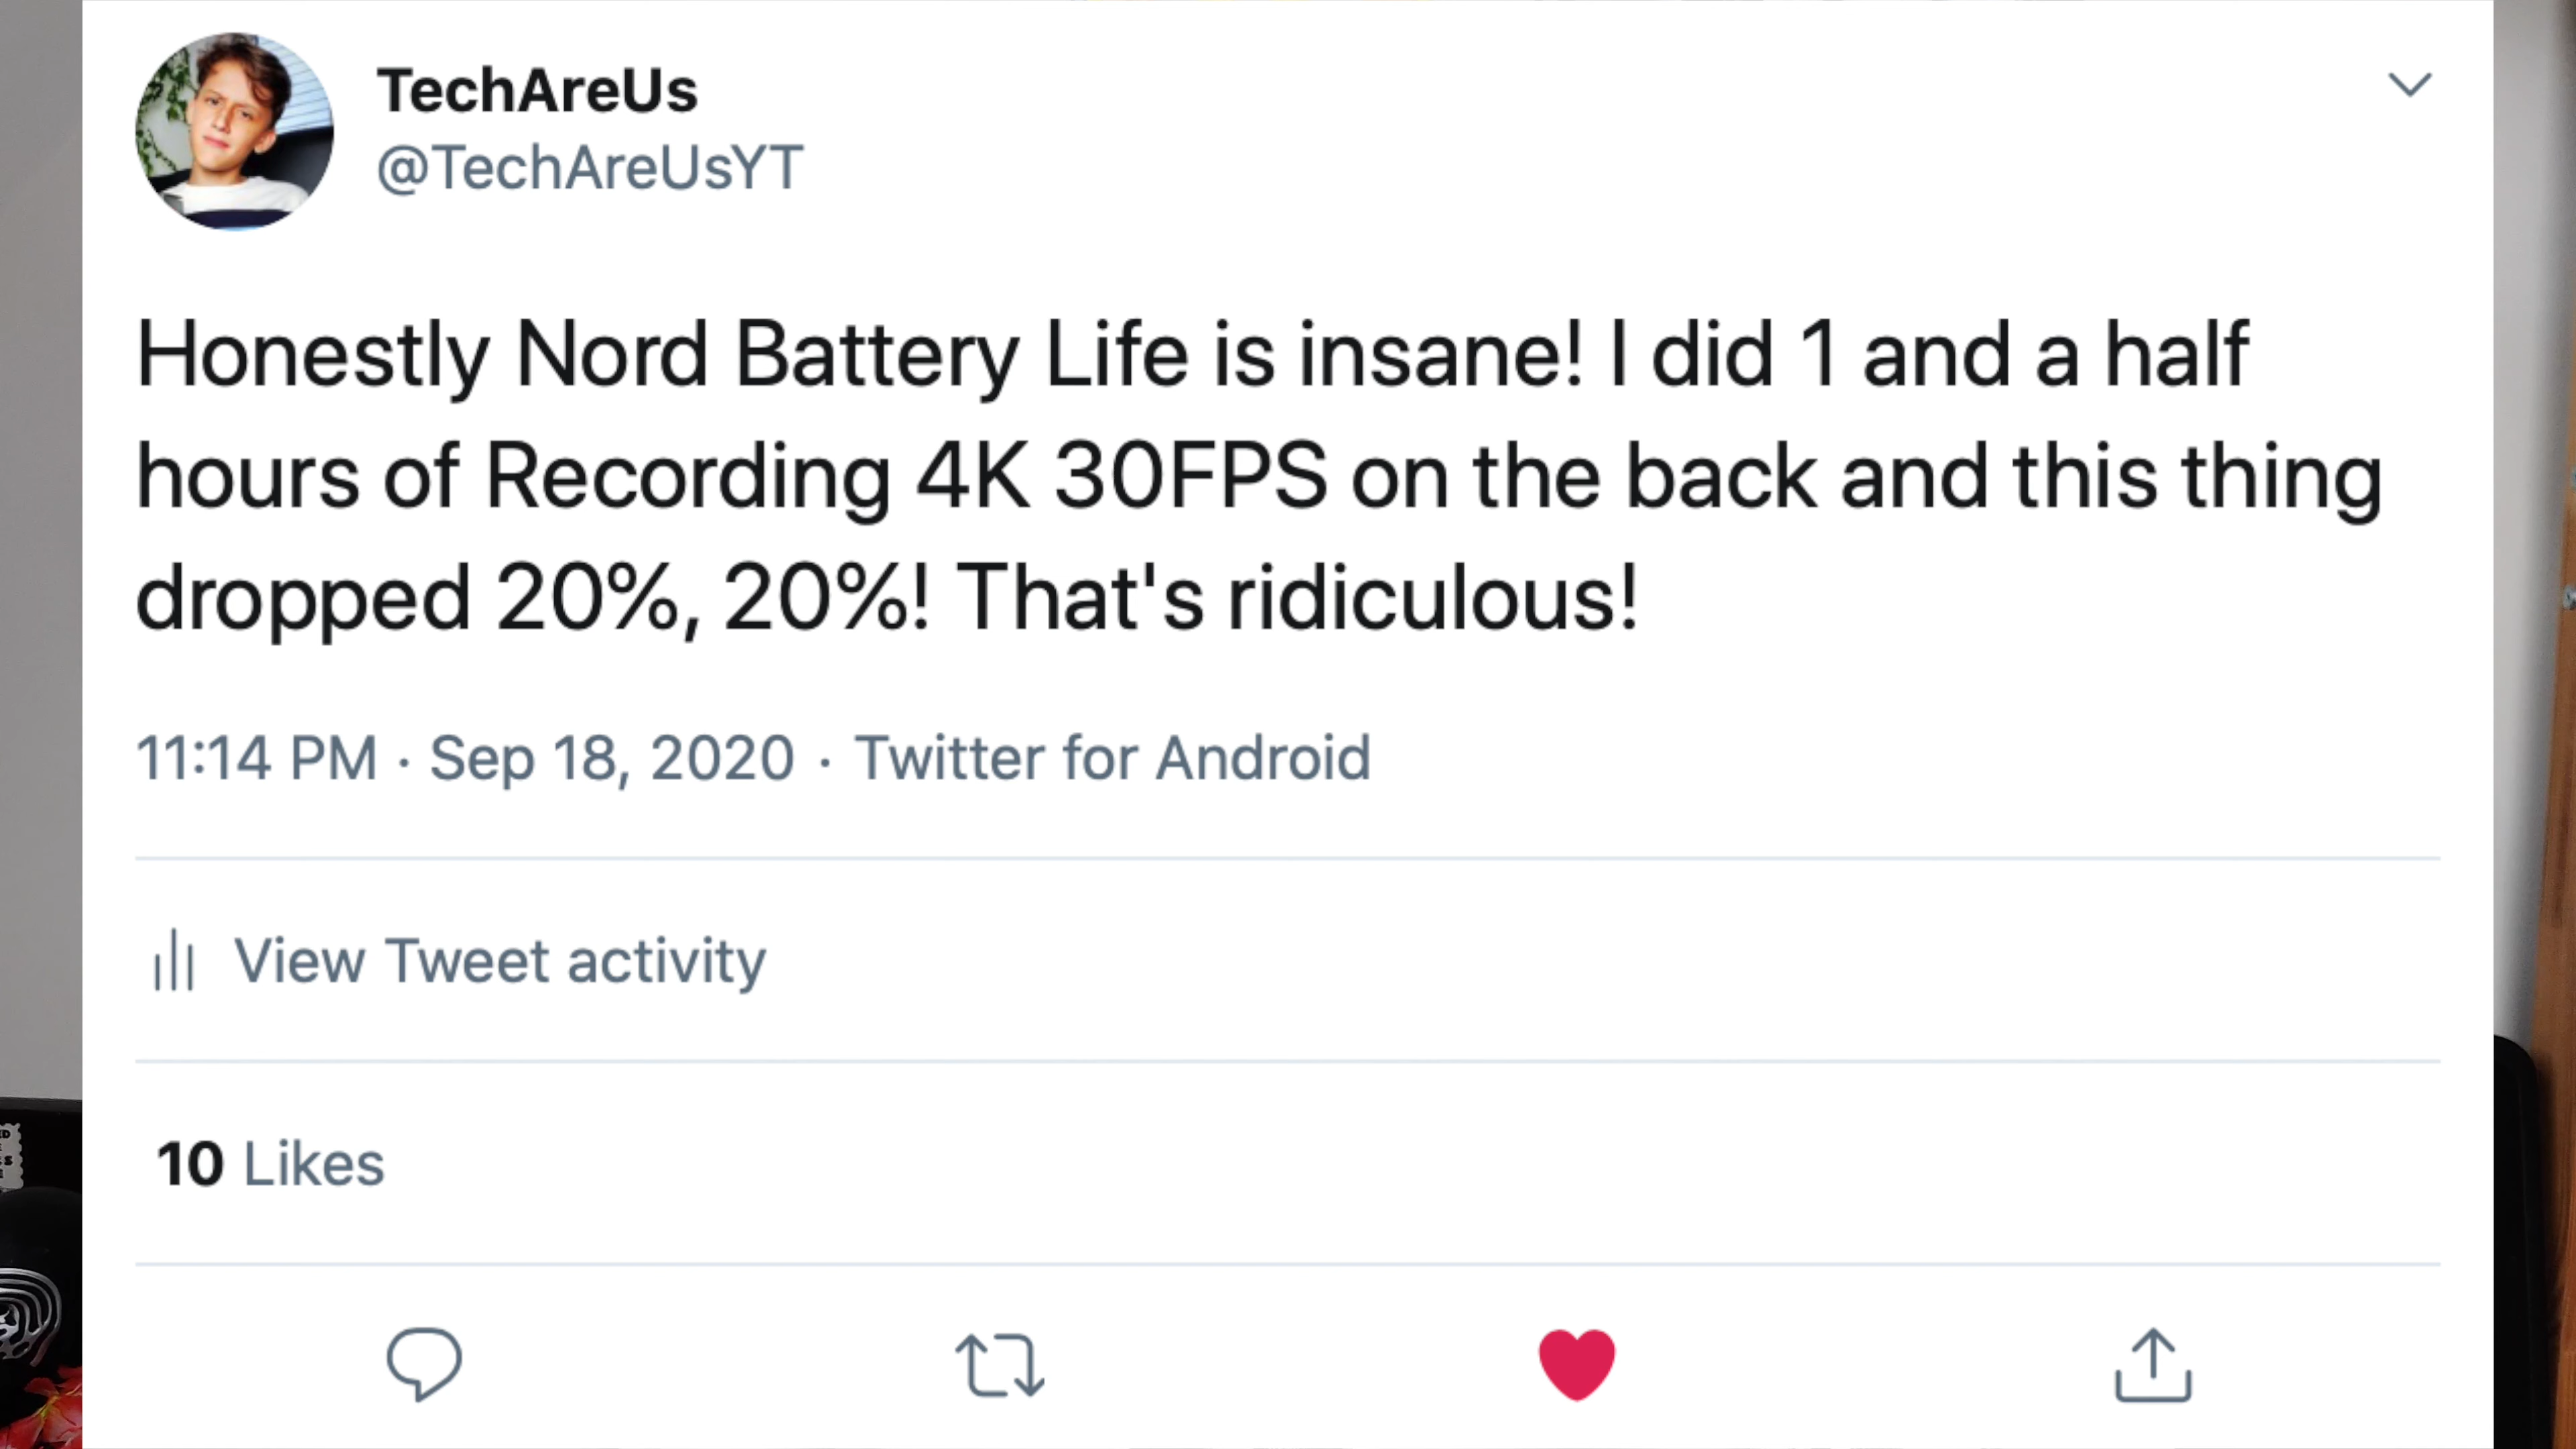 TechAreUs
@TechAreUsYT
Honestly Nord Battery Life is insane! I did 1 and a half
hours of Recording 4K 30FPS on the back and this thing
dropped 20%, 20%! That's ridiculous!
11:14 PM · Sep 18, 2020 · Twitter for Android
View Tweet activity
10 Likes